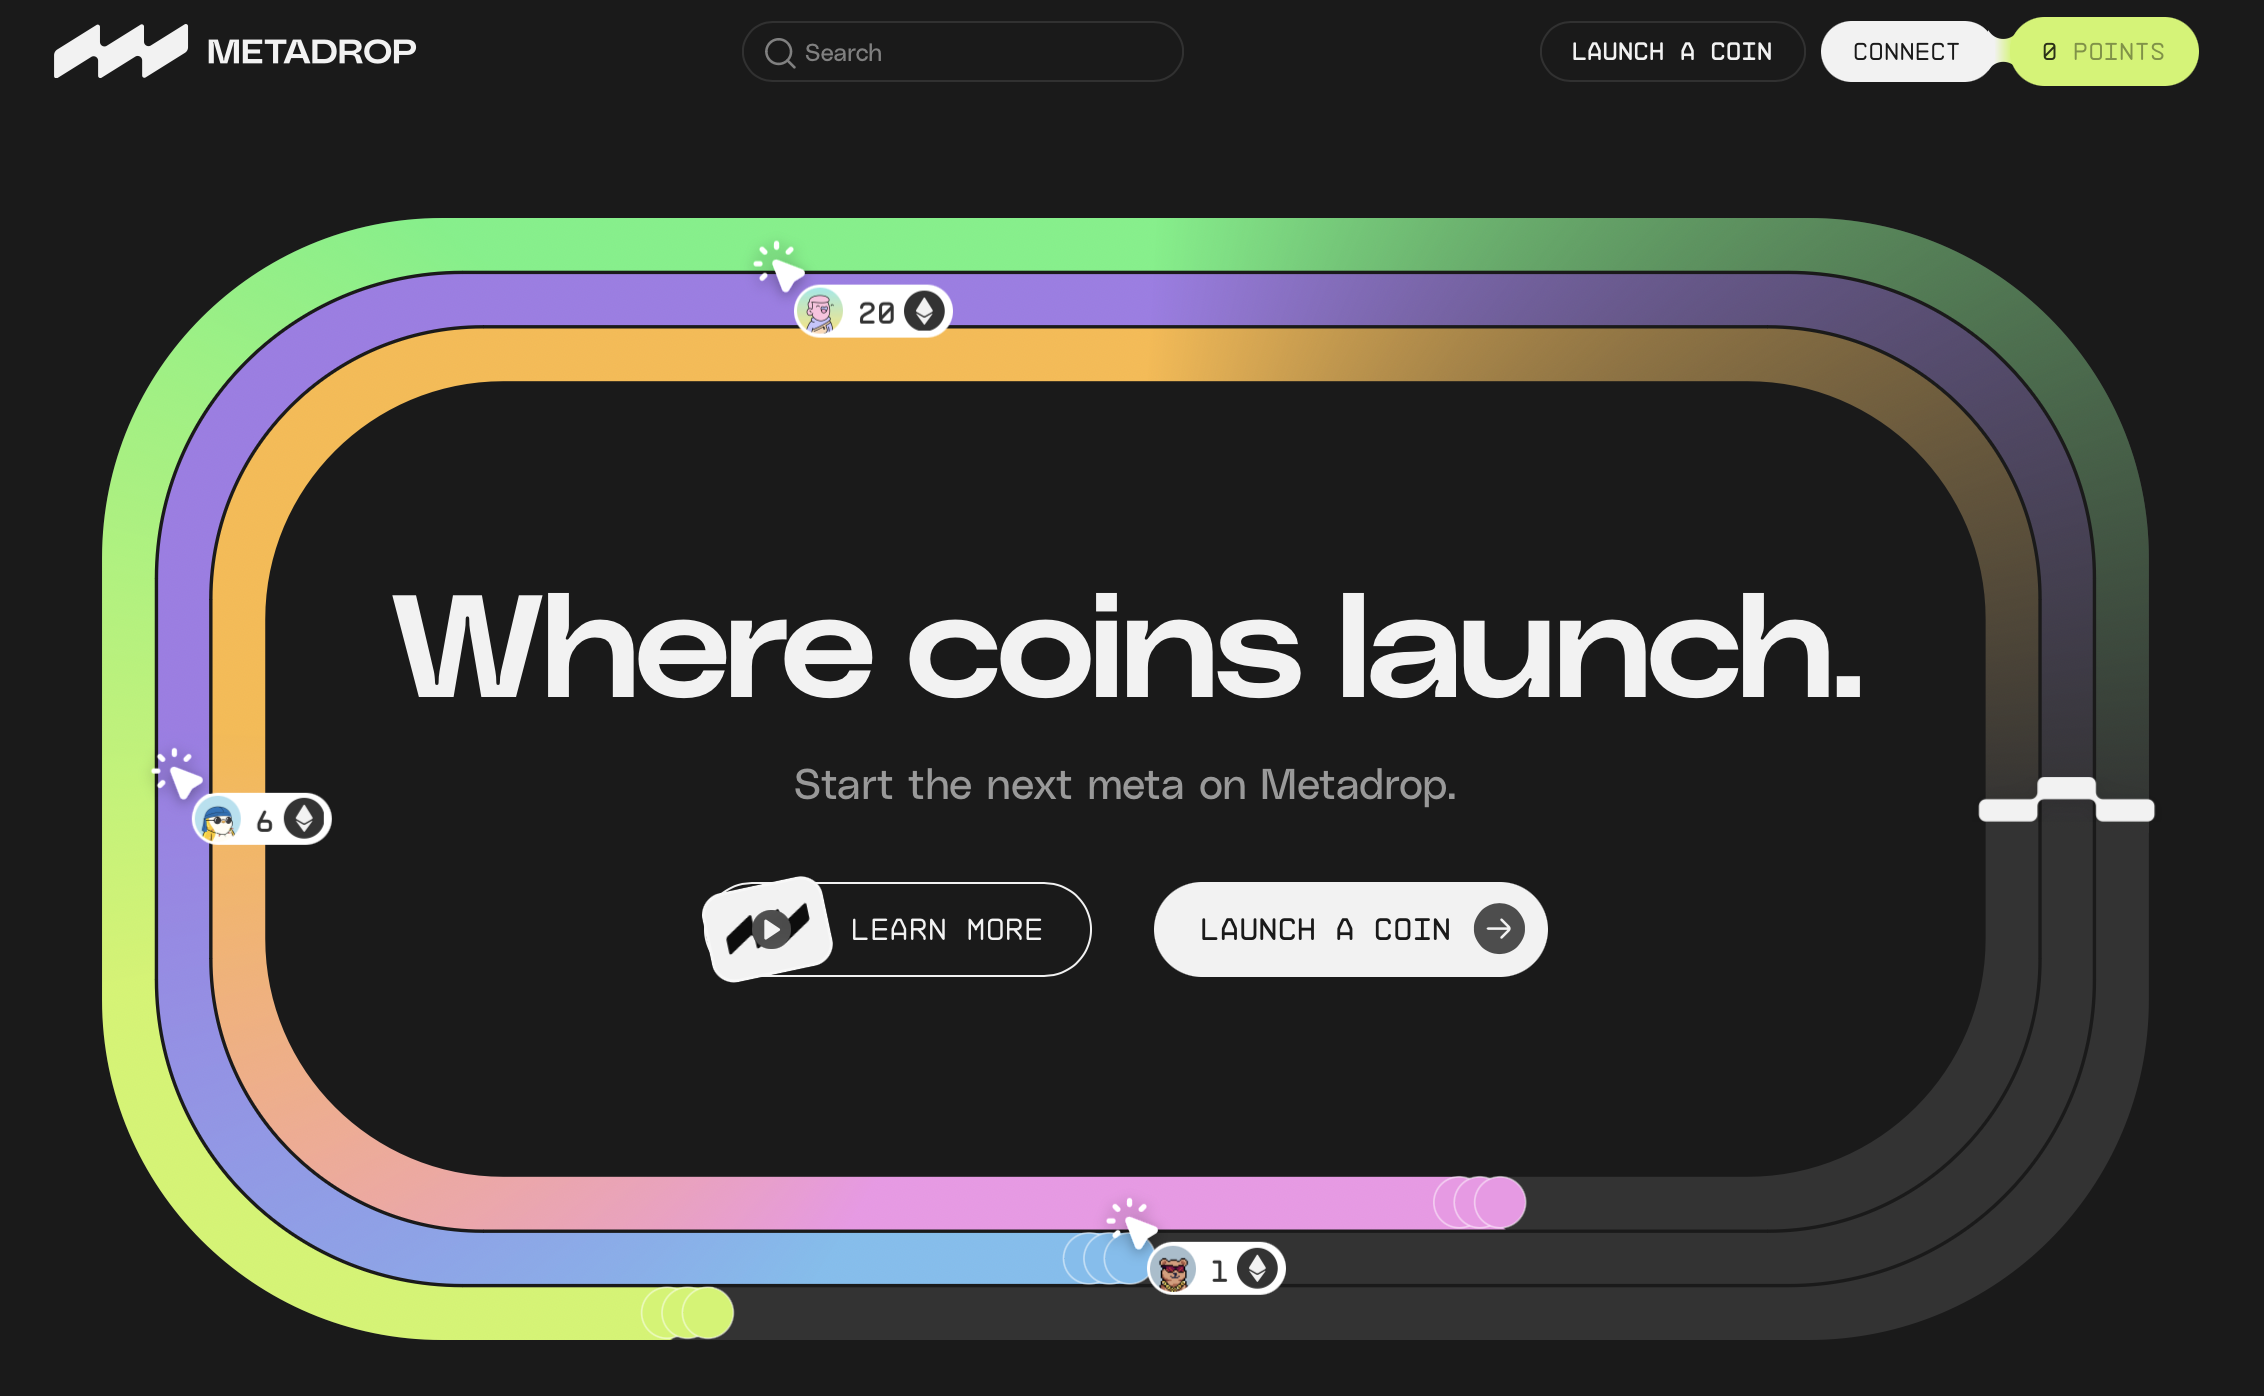 METADROP
Search
LAUNCH A COIN
CONNECT
0 POINTS
20
Where coins launch.
Start the next meta on Metadrop.
6
LEARN MORE
LAUNCH A COIN
1